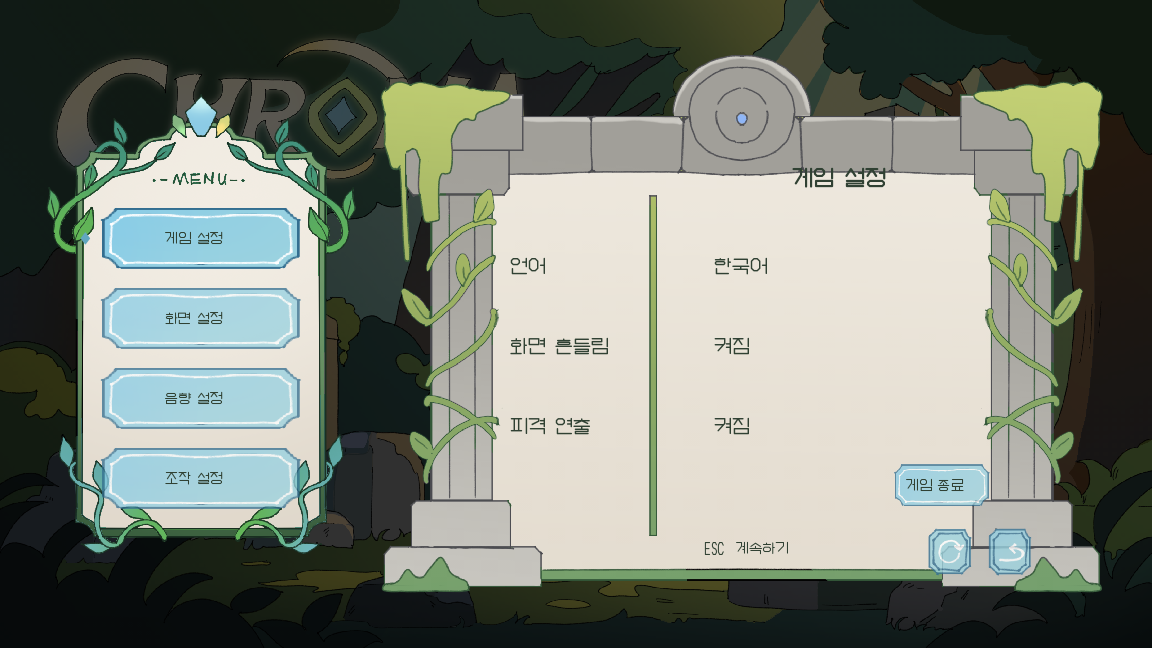 MENU
게임 설정
화면 설정
음향 설정
조작 설정
게임 설정
언어 한국어
화면 흔들림 켜짐
피격 연출 켜짐
게임 종료
ESC 계속하기